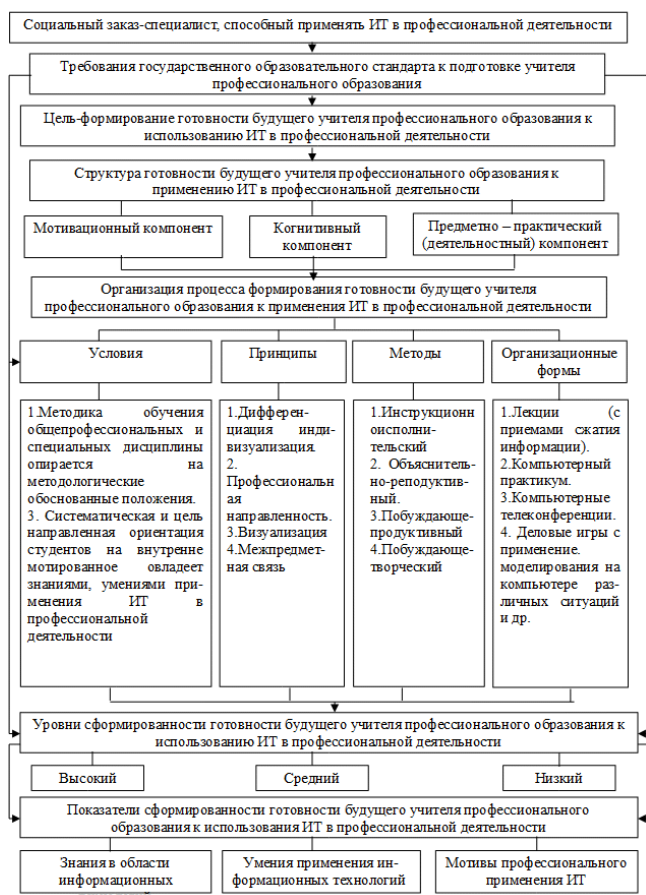 Социальный заказ-специалист, способный применять ИТ в профессиональной деятельности
Требования государственного образовательного стандарта к подготовке учителя
профессионального образования
Цель-формирование готовности будущего учителя профессионального образования к
использованию ИТ в профессиональной деятельности
Структура готовности будущего учителя профессионального образования к
применению ИТ в профессиональной деятельности
Мотивационный компонент
Когнитивный
компонент
Предметно – практический
(деятельностный) компонент
Организация процесса формирования готовности будущего учителя
профессионального образования к применения ИТ в профессиональной деятельности
Условия
Принципы
Методы
Организационные
формы
1.Методика обучения
общепрофессиональных и
специальных дисциплины
опирается на
методологические
обоснованные положения.
3. Систематическая и цель
направленная ориентация
студентов на внутренне
мотированное овладеет
знаниями, умениями при-
менения ИТ в
профессиональной
деятельности
1.Дифферен-
циация инди-
визуализация.
2.
Профессиональ-
ная
направленность.
3.Визуализация
4.Межпредмет-
ная связь
1.Инструкционн
оисполни-
тельский
2. Объяснитель-
но-реподуктив-
ный.
3.Побуждающе-
продуктивный
4.Побуждающе-
творческий
1.Лекции (с
приемами сжатия
информации).
2.Компьютерный
практикум.
3.Компьютерные
телеконференции.
4. Деловые игры с
применение.
моделирования на
компьютере раз-
личных ситуаций
и др.
Уровни сформированности готовности будущего учителя профессионального образования к
использованию ИТ в профессиональной деятельности
Высокий
Средний
Низкий
Показатели сформированности готовности будущего учителя профессионального
образования к использования ИТ в профессиональной деятельности
Знания в области
информационных
Умения применения ин-
формационных технологий
Мотивы профессионального
применения ИТ